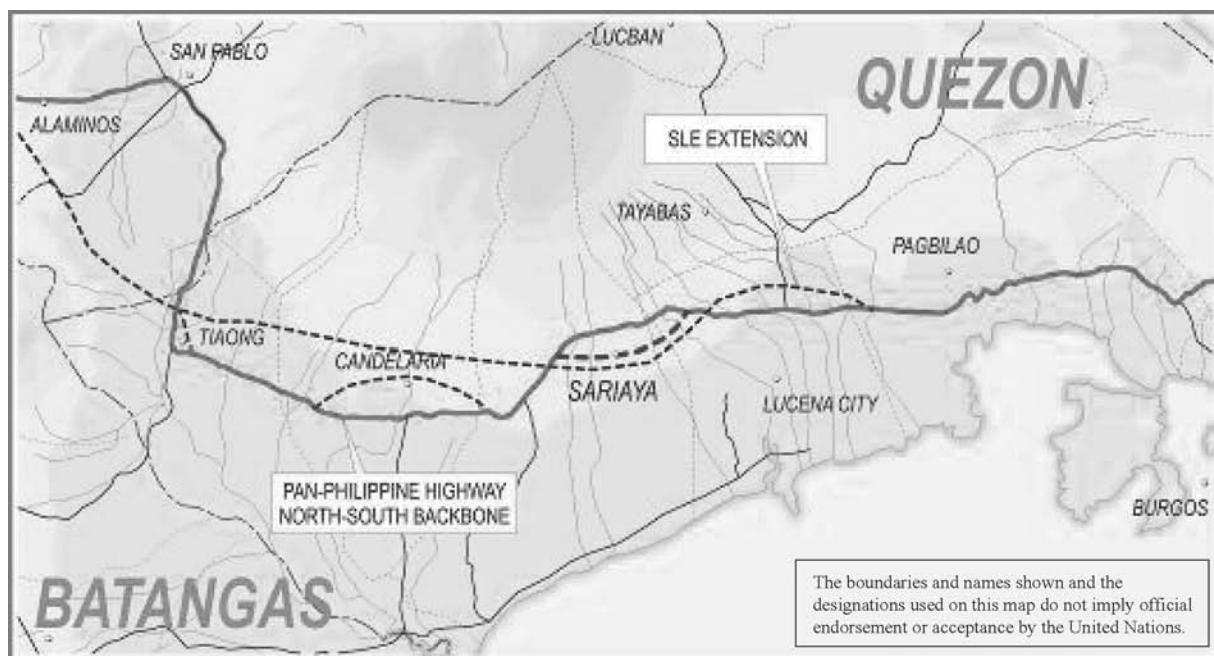 SAN PABLO
LUCBAN
QUEZON
ALAMINOS
SLE EXTENSION
TAYABAS
PAGBILAO
TIAONG
CANDELARIA
SARIAYA
LUCENA CITY
PAN-PHILIPPINE HIGHWAY
NORTH-SOUTH BACKBONE
BURGOS
BATANGAS
The boundaries and names shown and the
designations used on this map do not imply official
endorsement or acceptance by the United Nations.